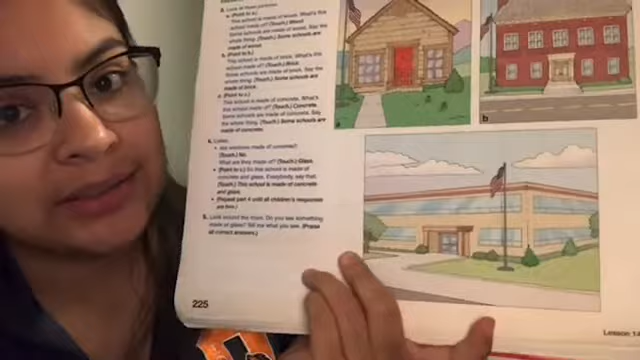 3. Look at these pictures.
a. (Point to a.)
This school is made of wood. What's this school made of? (Touch.) Wood.
Some schools are made of wood. Say the whole thing. (Touch.) Some schools are made of wood.
b. (Point to b.)
This school is made of brick. What's this school made of? (Touch.) Brick.
Some schools are made of brick. Say the whole thing. (Touch.) Some schools are made of brick.
c. (Point to c.)
This school is made of concrete. What's this school made of? (Touch.) Concrete.
Some schools are made of concrete. Say the whole thing. (Touch.) Some schools are made of concrete.
4. Listen.
• Are windows made of concrete? (Touch.) No.
What are they made of? (Touch.) Glass.
• (Point to c.) So this school is made of concrete and glass. Everybody, say that. (Touch.) This school is made of concrete and glass.
• (Repeat part 4 until all children's responses are firm.)
5. Look around the room. Do you see something made of glass? Tell me what you see. (Praise all correct answers.)
a
b
225
Lesson 14